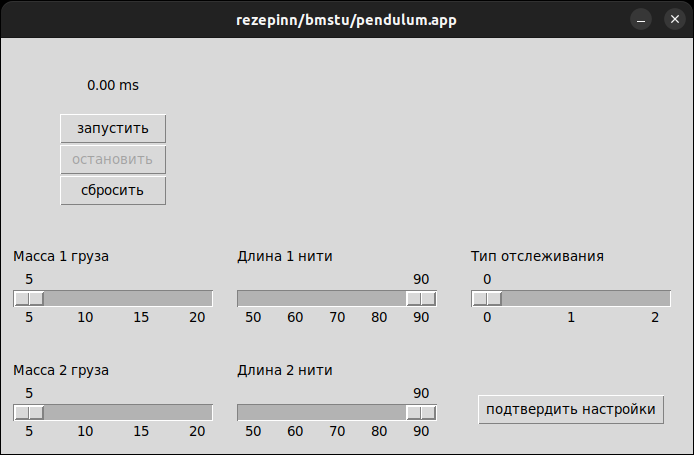 rezepinn/bmstu/pendulum.app
0.00 ms
запустить
остановить
сбросить
Масса 1 груза
Длина 1 нити
Тип отслеживания
5
90
0
5 10 15 20
50 60 70 80 90
0 1 2
Масса 2 груза
Длина 2 нити
5
90
подтвердить настройки
5 10 15 20
50 60 70 80 90